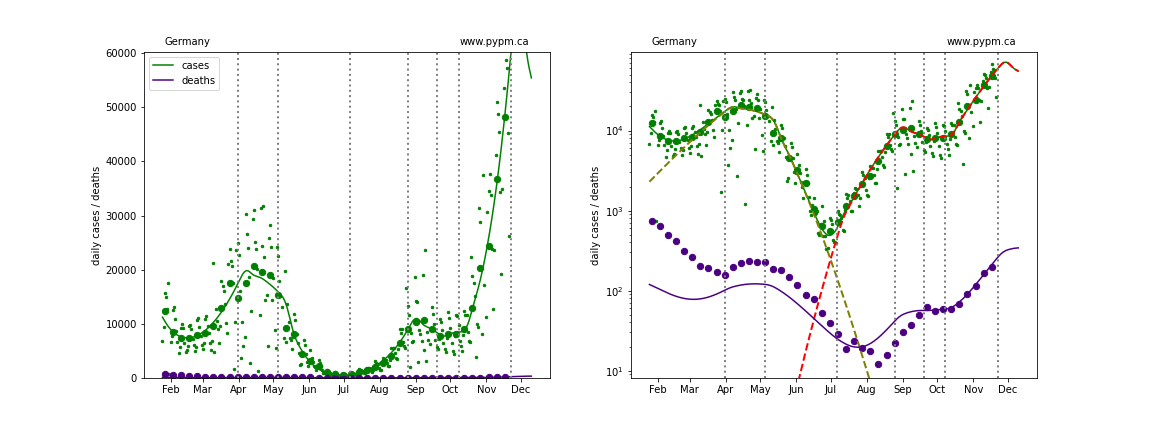 Germany www.pypm.ca
cases
deaths
60000
50000
40000
30000
20000
10000
0
daily cases / deaths
Feb Mar Apr May Jun Jul Aug Sep Oct Nov Dec
Germany www.pypm.ca
10⁴
10³
10²
10¹
daily cases / deaths
Feb Mar Apr May Jun Jul Aug Sep Oct Nov Dec